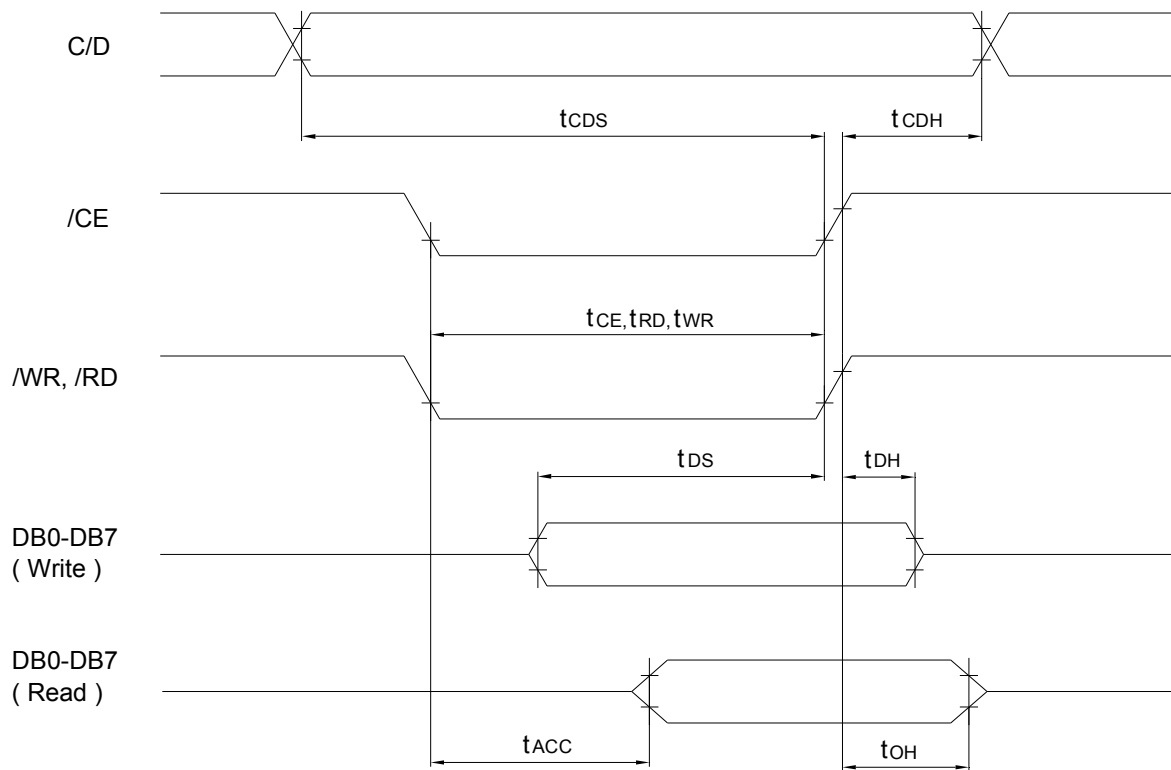 C/D
tCDS
tCDH
/CE
tCE,tRD,tWR
/WR, /RD
tDS
tDH
DB0-DB7
( Write )
DB0-DB7
( Read )
tACC
tOH